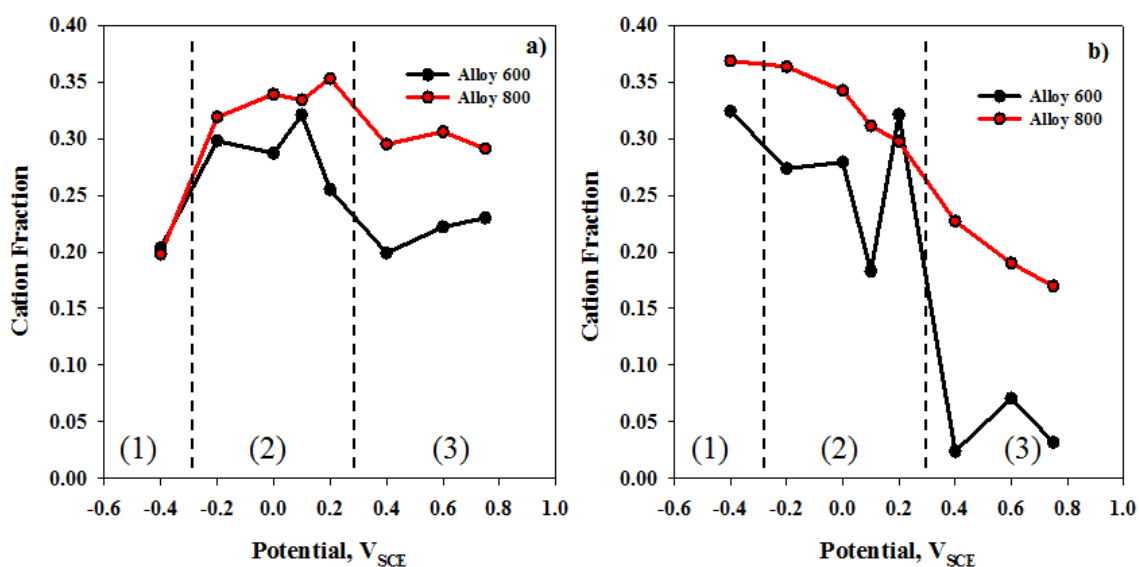 a)
Alloy 600
Alloy 800
Cation Fraction
0.40
0.35
0.30
0.25
0.20
0.15
0.10
0.05
0.00
(1) (2) (3)
-0.6 -0.4 -0.2 0.0 0.2 0.4 0.6 0.8 1.0
Potential, VSCE
b)
Alloy 600
Alloy 800
Cation Fraction
0.40
0.35
0.30
0.25
0.20
0.15
0.10
0.05
0.00
(1) (2) (3)
-0.6 -0.4 -0.2 0.0 0.2 0.4 0.6 0.8 1.0
Potential, VSCE